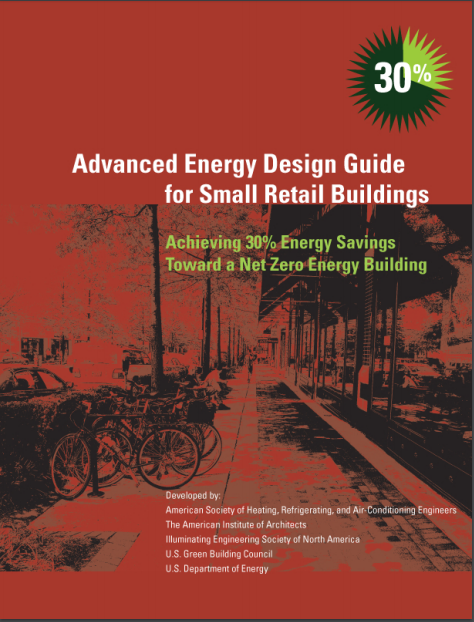 30%
Advanced Energy Design Guide
for Small Retail Buildings
Achieving 30% Energy Savings
Toward a Net Zero Energy Building
Developed by:
American Society of Heating, Refrigerating, and Air-Conditioning Engineers
The American Institute of Architects
Illuminating Engineering Society of North America
U.S. Green Building Council
U.S. Department of Energy